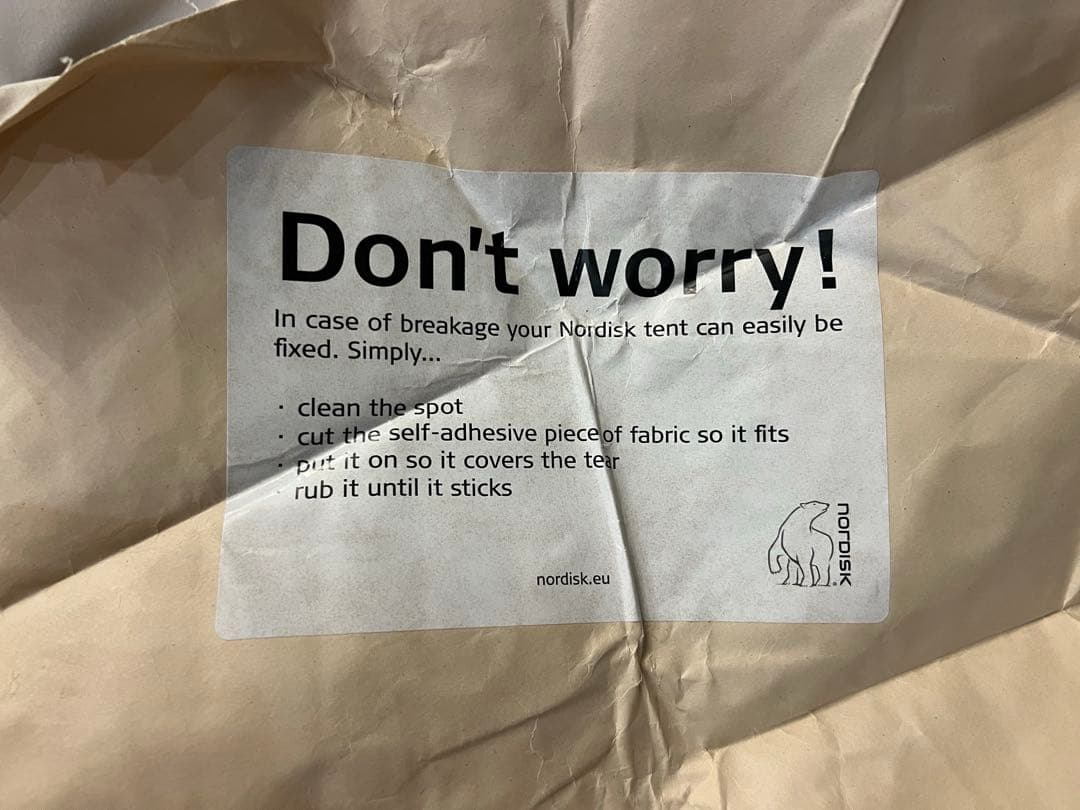 Don't worry!
In case of breakage your Nordisk tent can easily be
fixed. Simply...
· clean the spot
· cut the self-adhesive piece of fabric so it fits
· put it on so it covers the tear
· rub it until it sticks
nordisk.eu
NORDISK